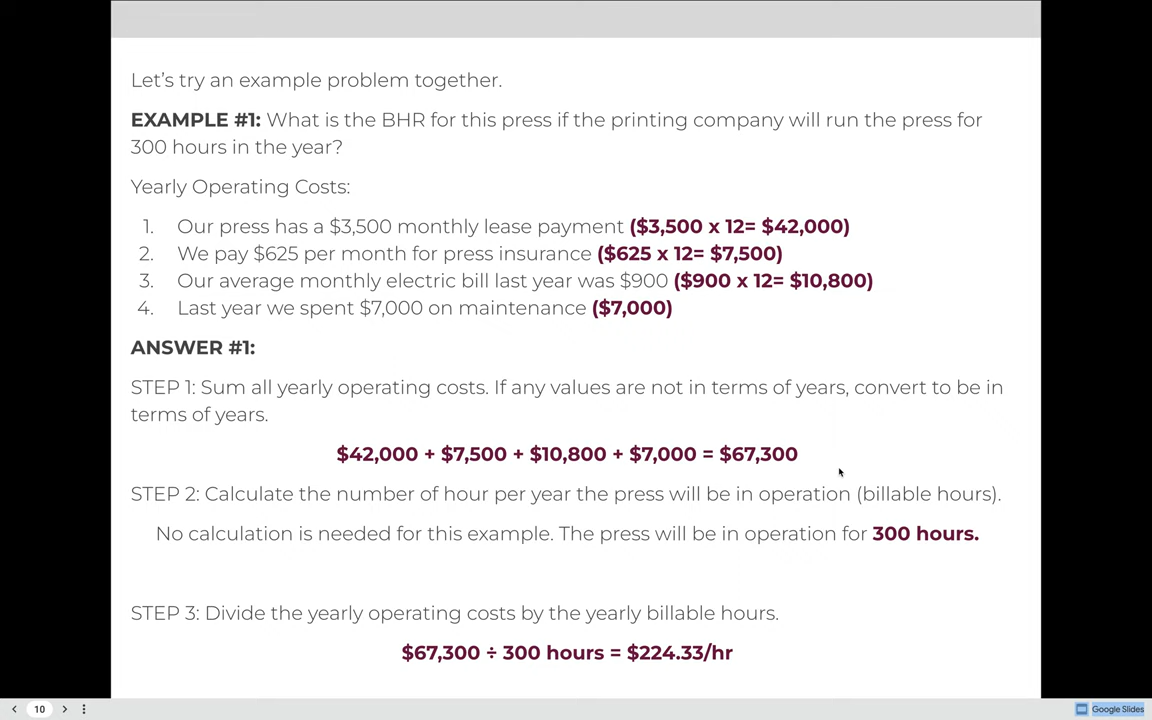 Let's try an example problem together.
EXAMPLE #1: What is the BHR for this press if the printing company will run the press for
300 hours in the year?
Yearly Operating Costs:
1. Our press has a $3,500 monthly lease payment ($3,500 x 12= $42,000)
2. We pay $625 per month for press insurance ($625 x 12= $7,500)
3. Our average monthly electric bill last year was $900 ($900 x 12= $10,800)
4. Last year we spent $7,000 on maintenance ($7,000)
ANSWER #1:
STEP 1: Sum all yearly operating costs. If any values are not in terms of years, convert to be in
terms of years.
$42,000 + $7,500 + $10,800 + $7,000 = $67,300
STEP 2: Calculate the number of hour per year the press will be in operation (billable hours).
No calculation is needed for this example. The press will be in operation for 300 hours.
STEP 3: Divide the yearly operating costs by the yearly billable hours.
$67,300 ÷ 300 hours = $224.33/hr
10
Google Slides